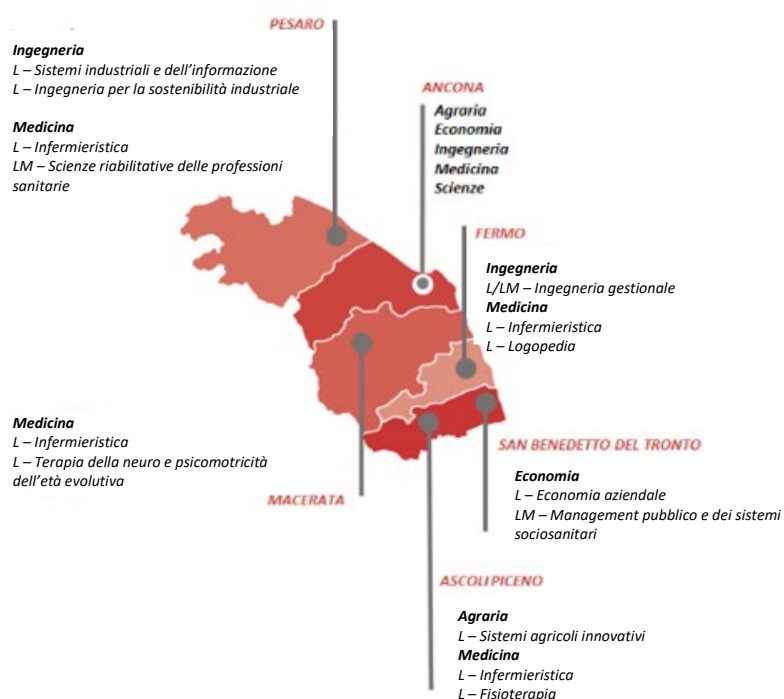 PESARO
Ingegneria
L – Sistemi industriali e dell'informazione
L – Ingegneria per la sostenibilità industriale
Medicina
L – Infermieristica
LM – Scienze riabilitative delle professioni
sanitarie
ANCONA
Agraria
Economia
Ingegneria
Medicina
Scienze
FERMO
Ingegneria
L/LM – Ingegneria gestionale
Medicina
L – Infermieristica
L – Logopedia
Medicina
L – Infermieristica
L – Terapia della neuro e psicomotricità
dell'età evolutiva
MACERATA
SAN BENEDETTO DEL TRONTO
Economia
L – Economia aziendale
LM – Management pubblico e dei sistemi
sociosanitari
ASCOLI PICENO
Agraria
L – Sistemi agricoli innovativi
Medicina
L – Infermieristica
L – Fisioterapia